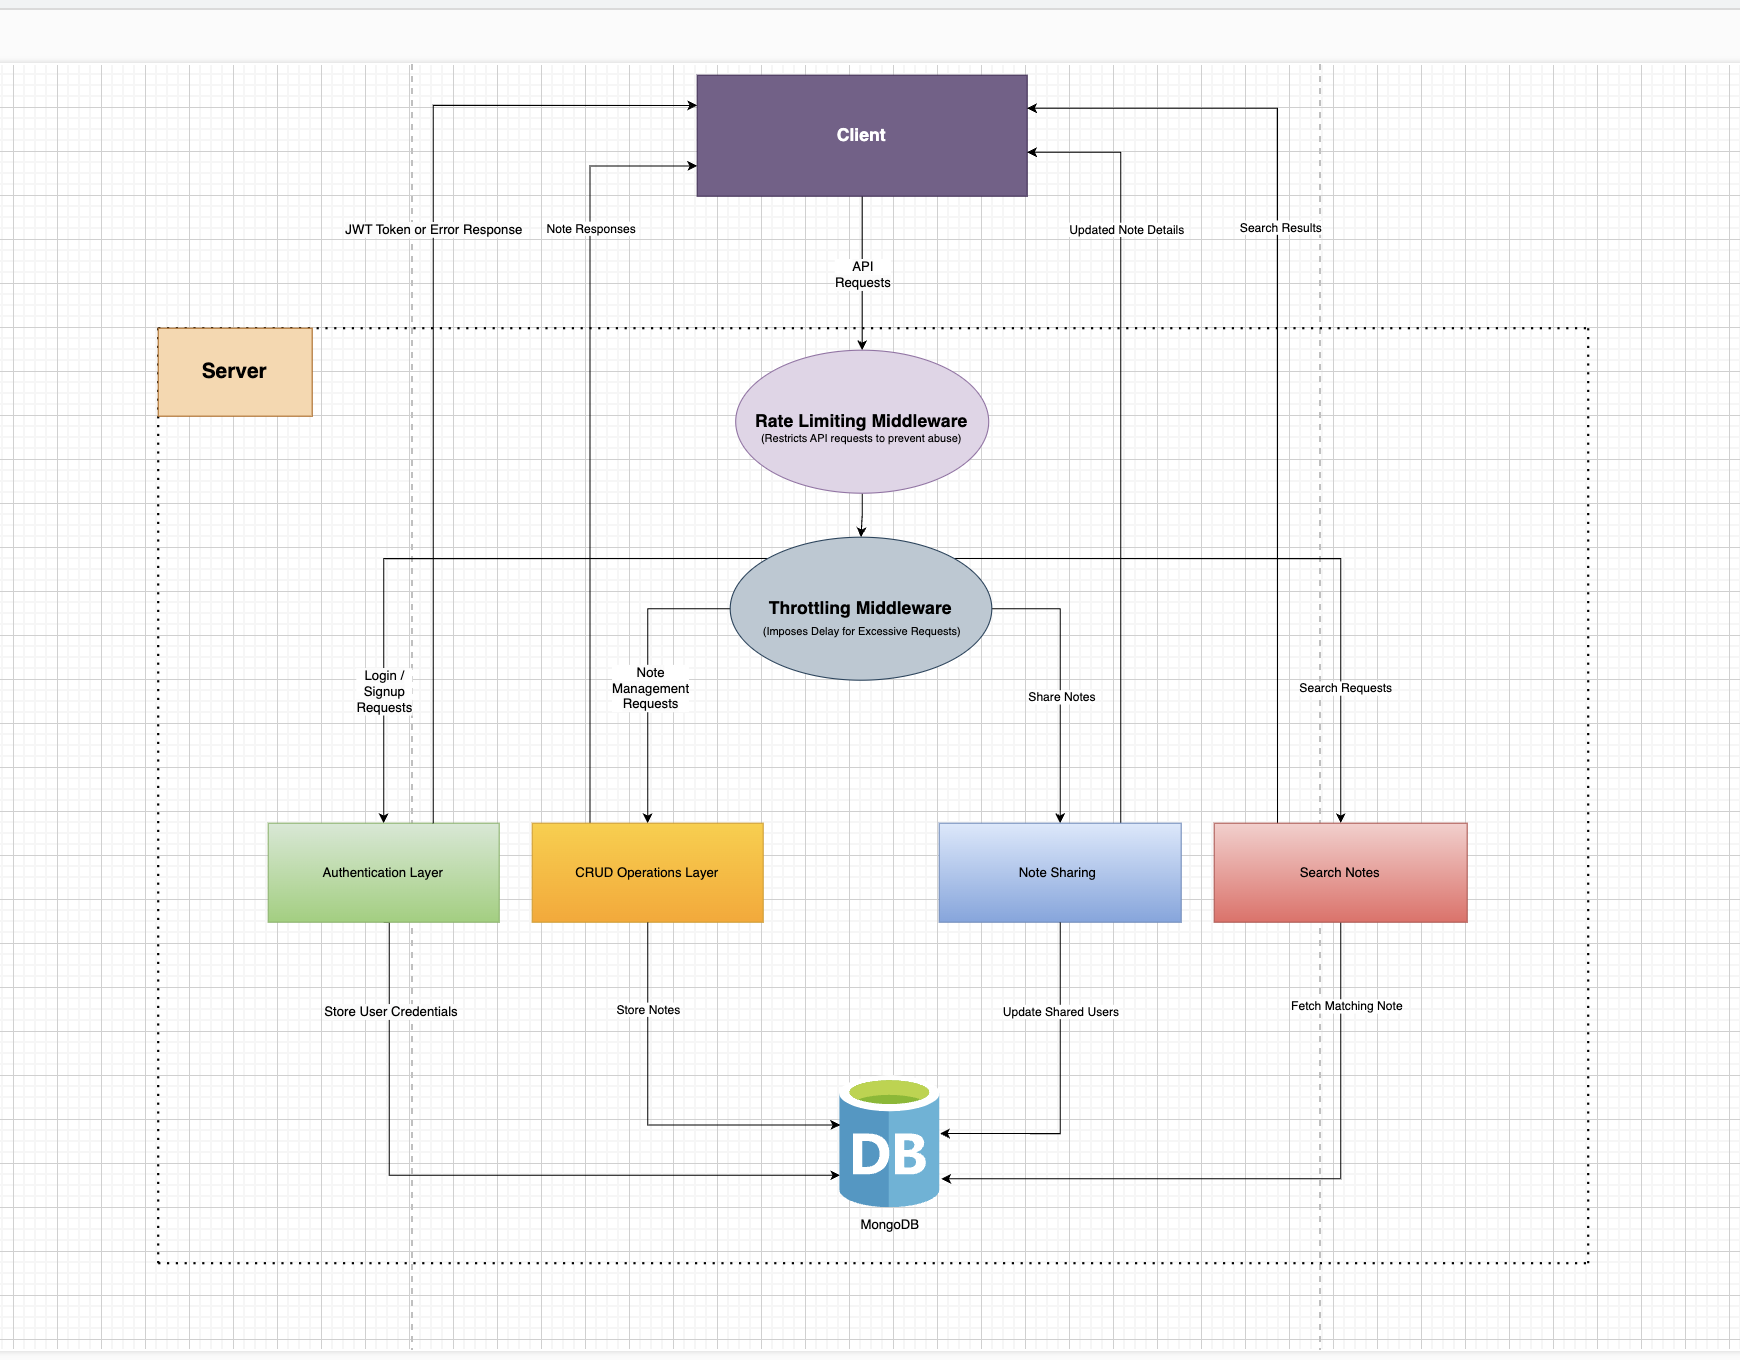 Client
JWT Token or Error Response
Note Responses
Updated Note Details
Search Results
API
Requests
Server
Rate Limiting Middleware
(Restricts API requests to prevent abuse)
Throttling Middleware
(Imposes Delay for Excessive Requests)
Login /
Signup
Requests
Note
Management
Requests
Share Notes
Search Requests
Authentication Layer
CRUD Operations Layer
Note Sharing
Search Notes
Store User Credentials
Store Notes
Update Shared Users
Fetch Matching Note
DB
MongoDB